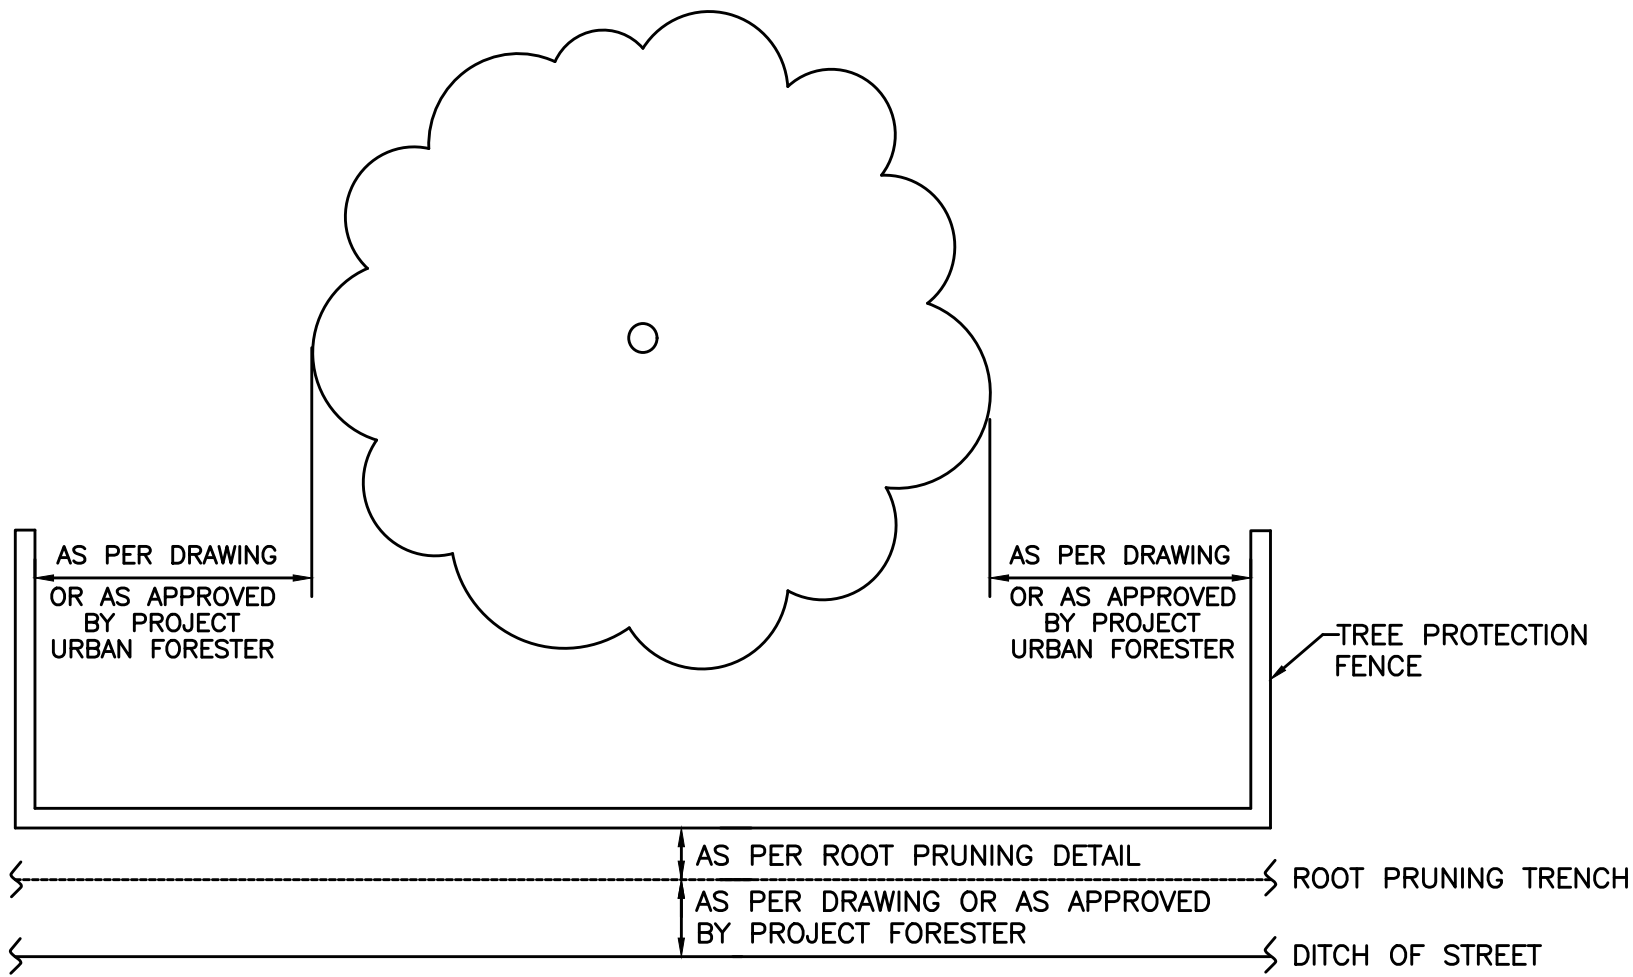 AS PER DRAWING
OR AS APPROVED
BY PROJECT
URBAN FORESTER
AS PER DRAWING
OR AS APPROVED
BY PROJECT
URBAN FORESTER
TREE PROTECTION
FENCE
AS PER ROOT PRUNING DETAIL
ROOT PRUNING TRENCH
AS PER DRAWING OR AS APPROVED
BY PROJECT FORESTER
DITCH OF STREET